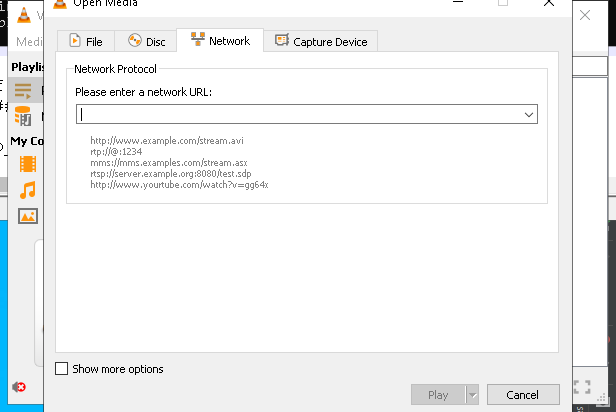 Open Media
Medi
File
Disc
Network
Capture Device
Playlis
Network Protocol
Please enter a network URL:
http://www.example.com/stream.avi
rtp://@:1234
mms://mms.examples.com/stream.asx
rtsp://server.example.org:8080/test.sdp
http://www.yourtube.com/watch?v=gg64x
My Co
Show more options
Play
Cancel